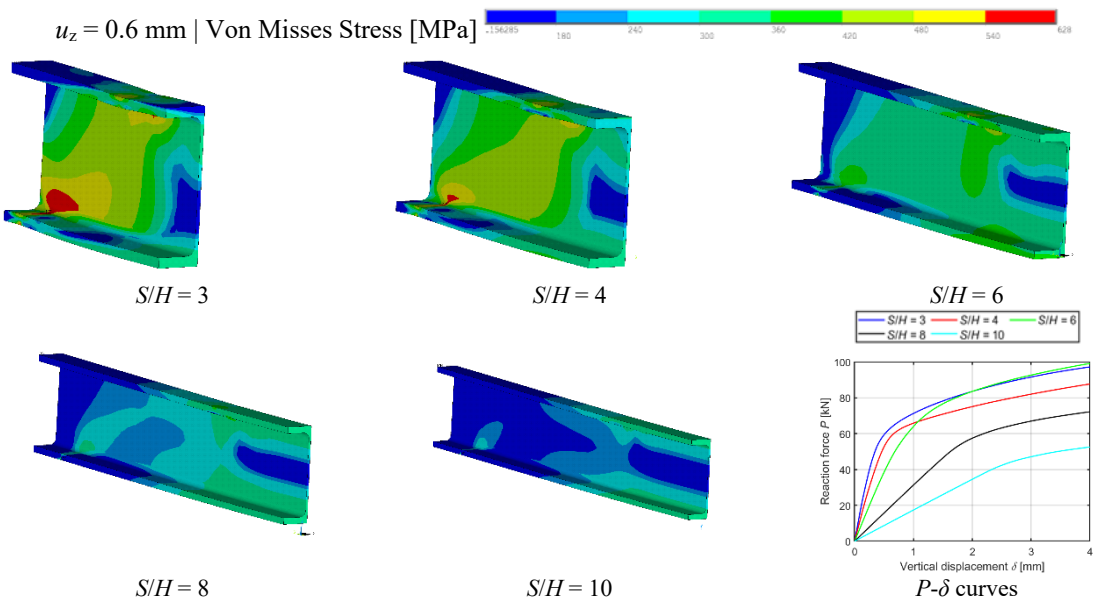 u_z = 0.6 mm | Von Misses Stress [MPa]
.156285 180 240 300 360 420 480 540 628
S/H = 3
S/H = 4
S/H = 6
S/H = 3 S/H = 4 S/H = 6
S/H = 8 S/H = 10
100
80
60
40
20
0
Reaction force P [kN]
0 1 2 3 4
Vertical displacement δ [mm]
S/H = 8
S/H = 10
P-δ curves